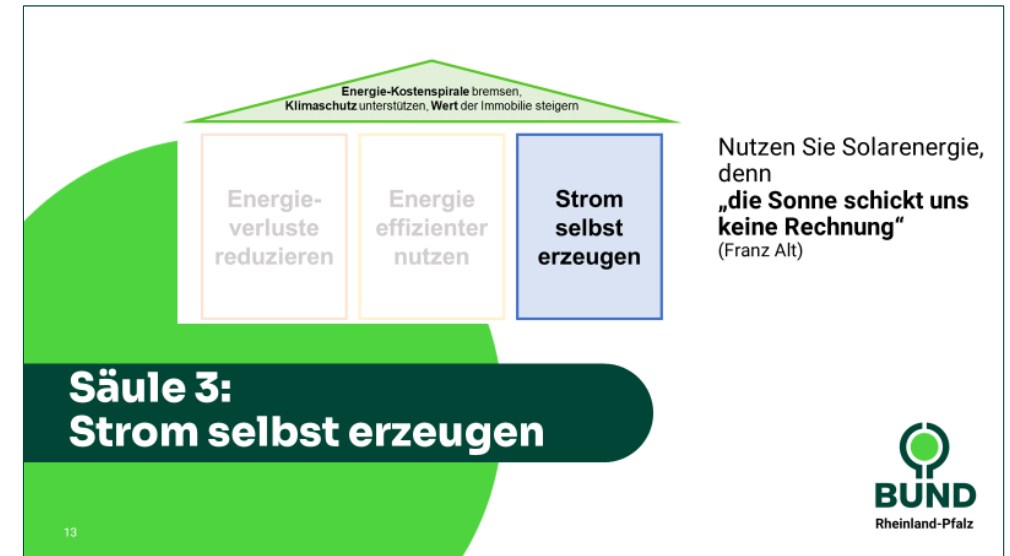 Energie-Kostenspirale bremsen,
Klimaschutz unterstützen, Wert der Immobilie steigern
Energie-
verluste
reduzieren
Energie
effizienter
nutzen
Strom
selbst
erzeugen
Nutzen Sie Solarenergie,
denn
„die Sonne schickt uns
keine Rechnung“
(Franz Alt)
Säule 3:
Strom selbst erzeugen
BUND
Rheinland-Pfalz
13